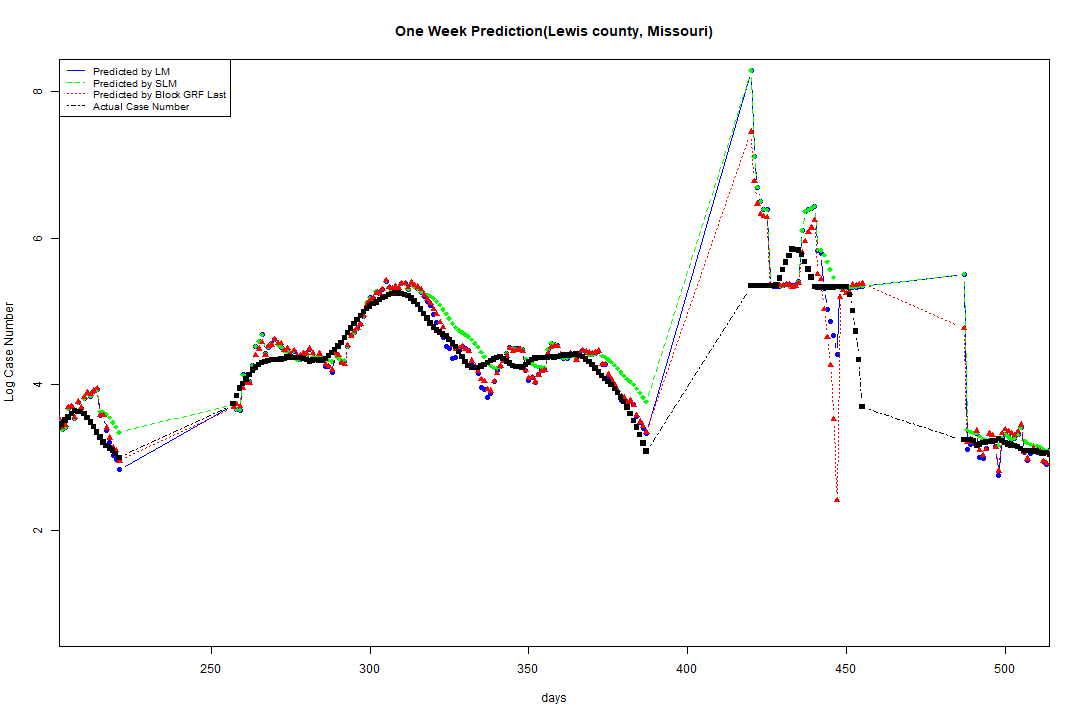 One Week Prediction(Lewis county, Missouri)
Predicted by LM
Predicted by SLM
Predicted by Block GRF Last
Actual Case Number
Log Case Number
8
6
4
2
250 300 350 400 450 500
days